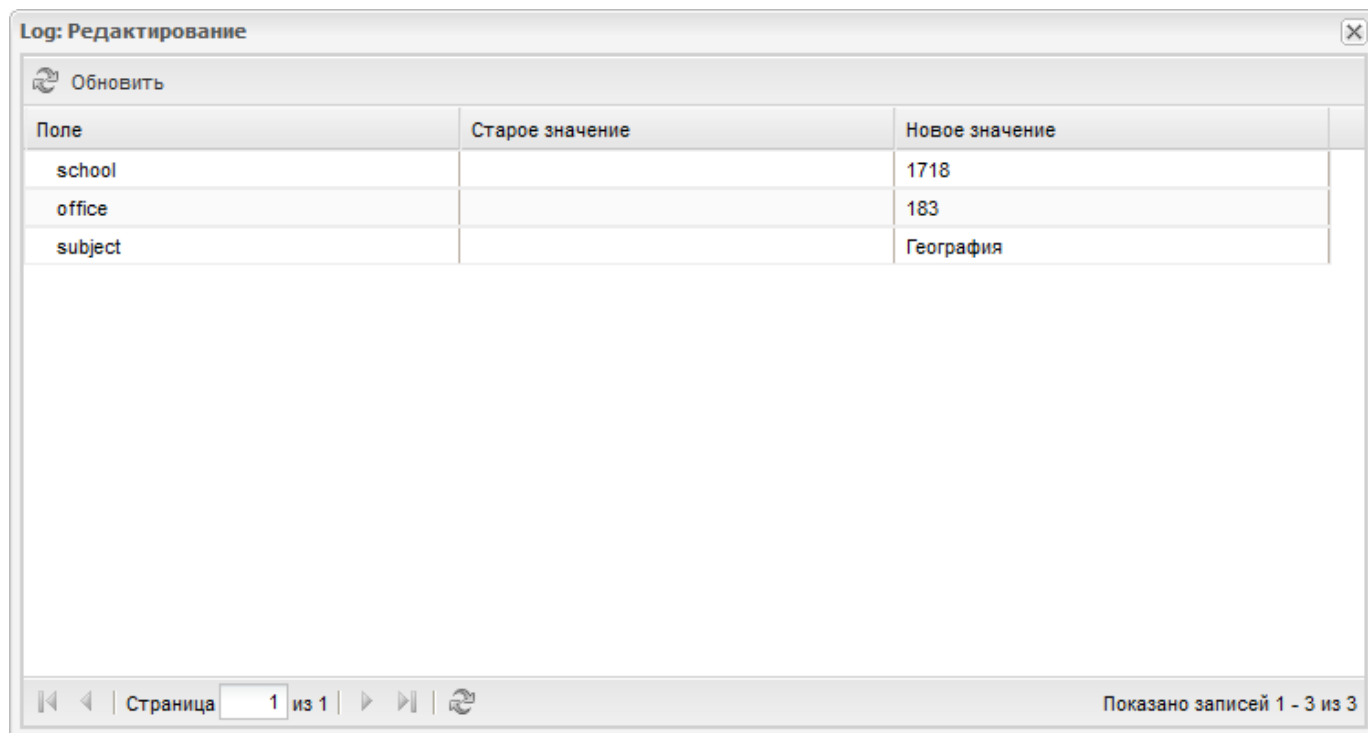 Log: Редактирование
Обновить
Поле Старое значение Новое значение
school 1718
office 183
subject География
Страница 1 из 1 Показано записей 1 - 3 из 3